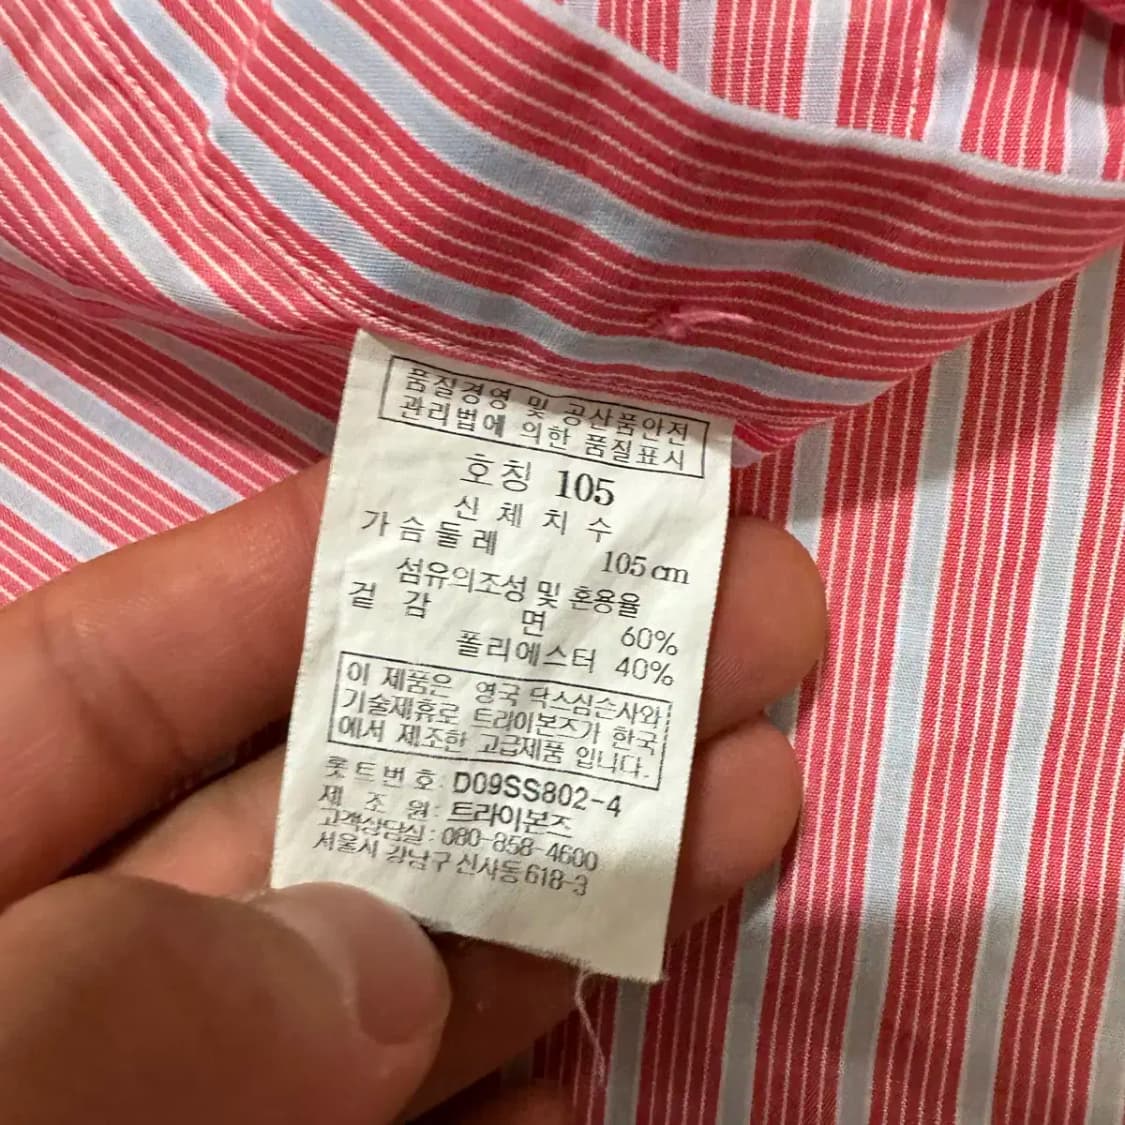 품질경영 및 공산품안전
관리법에 의한 품질표시
호칭 105
신체치수
가슴둘레 105cm
섬유의조성 및 혼용율
겉감 면 60%
폴리에스터 40%
이 제품은 영국 닥스심슨사와
기술제휴로 트라이본즈가 한국
에서 제조한 고급제품 입니다.
롯트번호: D09SS802-4
제조원: 트라이본즈
고객상담실: 080-858-4600
서울시 강남구 신사동 618-3